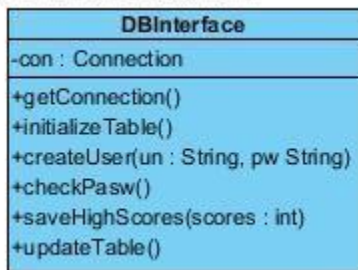 DBInterface
-con : Connection
+getConnection()
+initializeTable()
+createUser(un : String, pw String)
+checkPasw()
+saveHighScores(scores : int)
+updateTable()